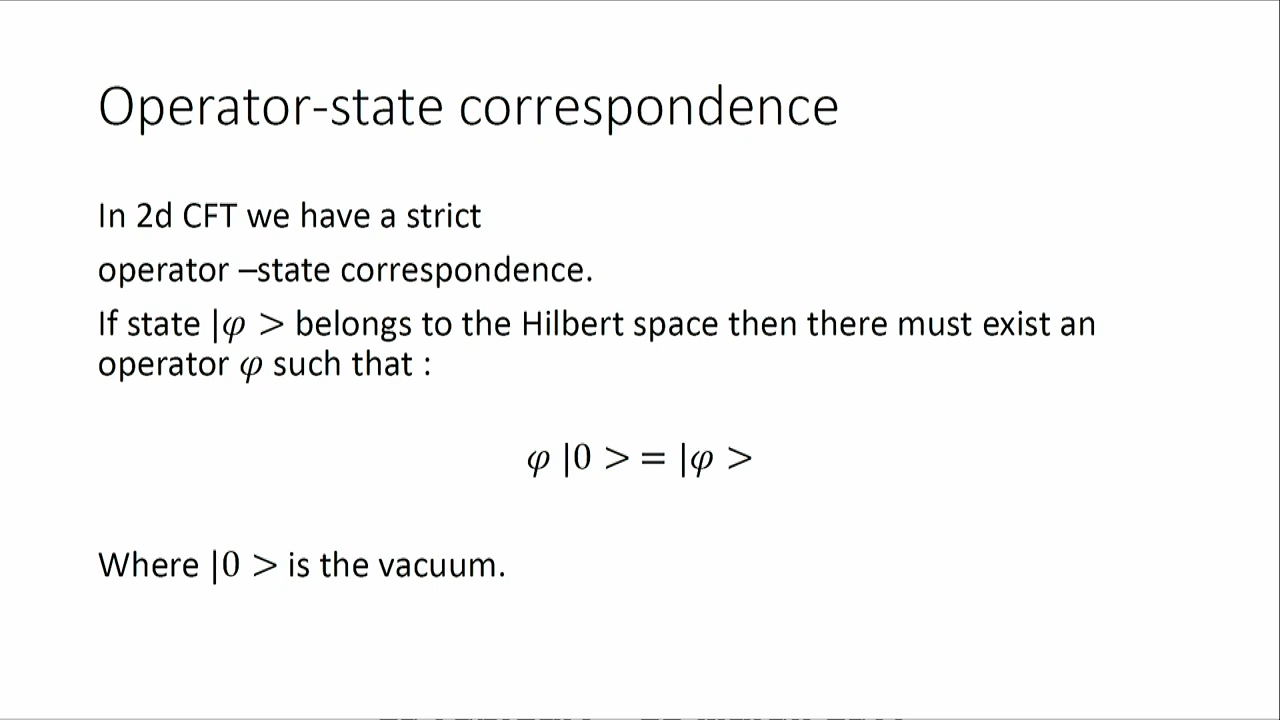 Operator-state correspondence
In 2d CFT we have a strict
operator –state correspondence.
If state |φ > belongs to the Hilbert space then there must exist an
operator φ such that :
φ |0 > = |φ >
Where |0 > is the vacuum.